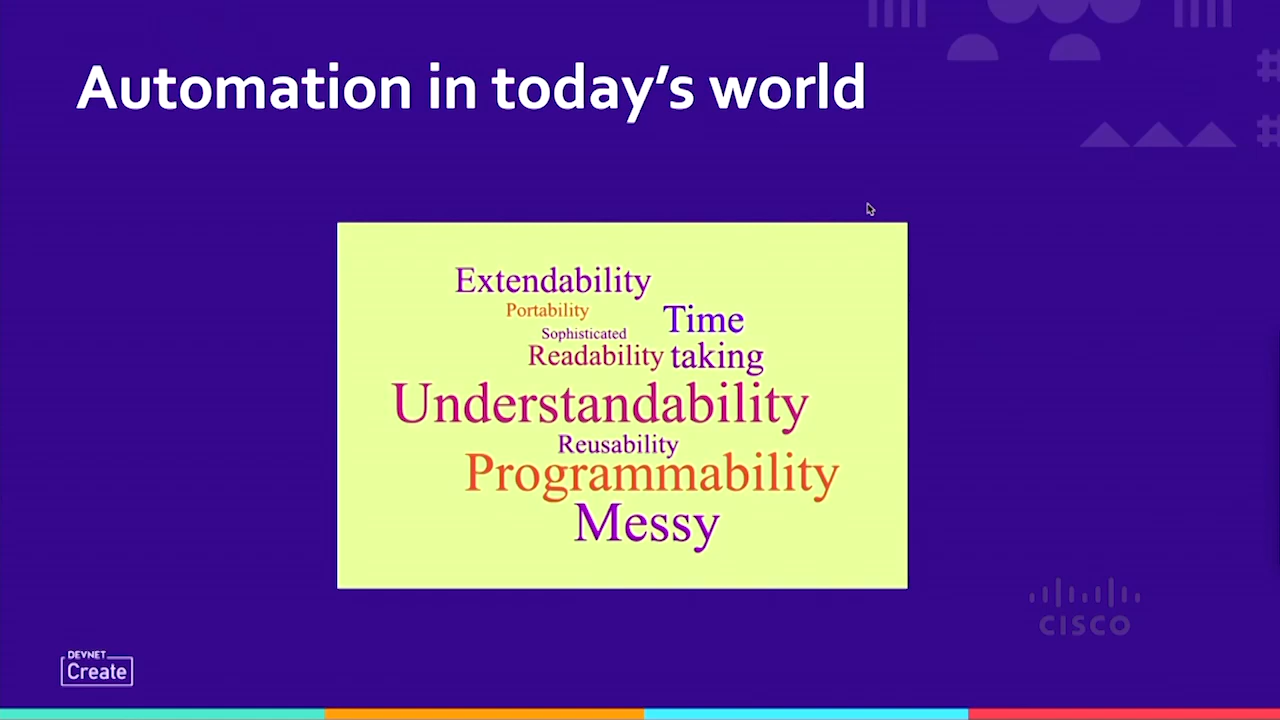 Automation in today's world
Extendability
Portability
Time
Sophisticated
Readability taking
Understandability
Reusability
Programmability
Messy
CISCO
DEVNET
Create